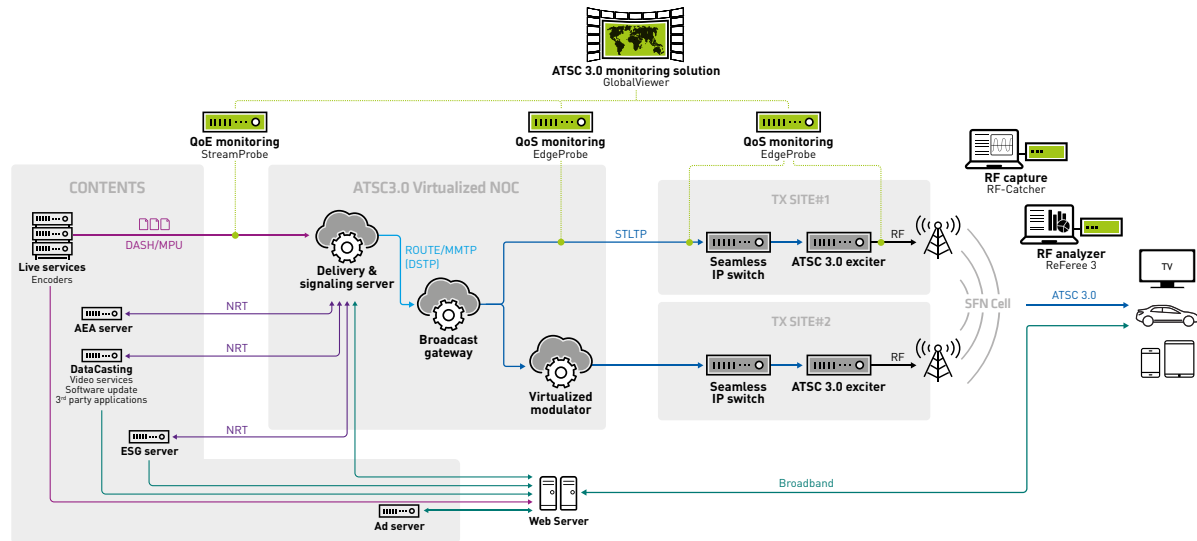 ATSC 3.0 monitoring solution
GlobalViewer
QoE monitoring
StreamProbe
QoS monitoring
EdgeProbe
QoS monitoring
EdgeProbe
RF capture
RF-Catcher
RF analyzer
ReFeree 3
CONTENTS
ATSC3.0 Virtualized NOC
TX SITE#1
DASH/MPU
Live services
Encoders
Delivery &
signaling server
ROUTE/MMTP
(DSTP)
Broadcast
gateway
STLTP
Seamless
IP switch
ATSC 3.0 exciter
RF
SFN Cell
ATSC 3.0
TV
NRT
AEA server
NRT
DataCasting
Video services
Software update
3rd party applications
NRT
ESG server
Virtualized
modulator
TX SITE#2
Seamless
IP switch
ATSC 3.0 exciter
RF
Broadband
Web Server
Ad server